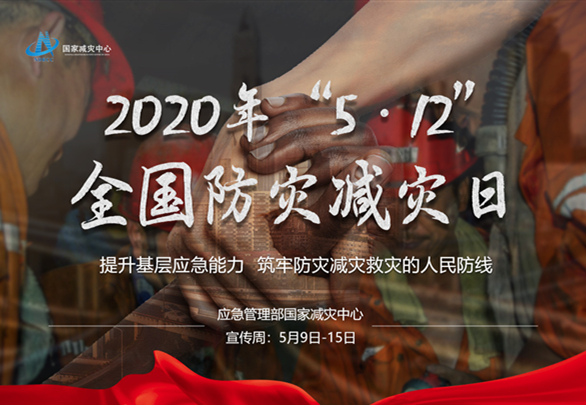 国家减灾中心
2020年“5·12”
全国防灾减灾日
提升基层应急能力 筑牢防灾减灾救灾的人民防线
应急管理部国家减灾中心
宣传周：5月9日-15日